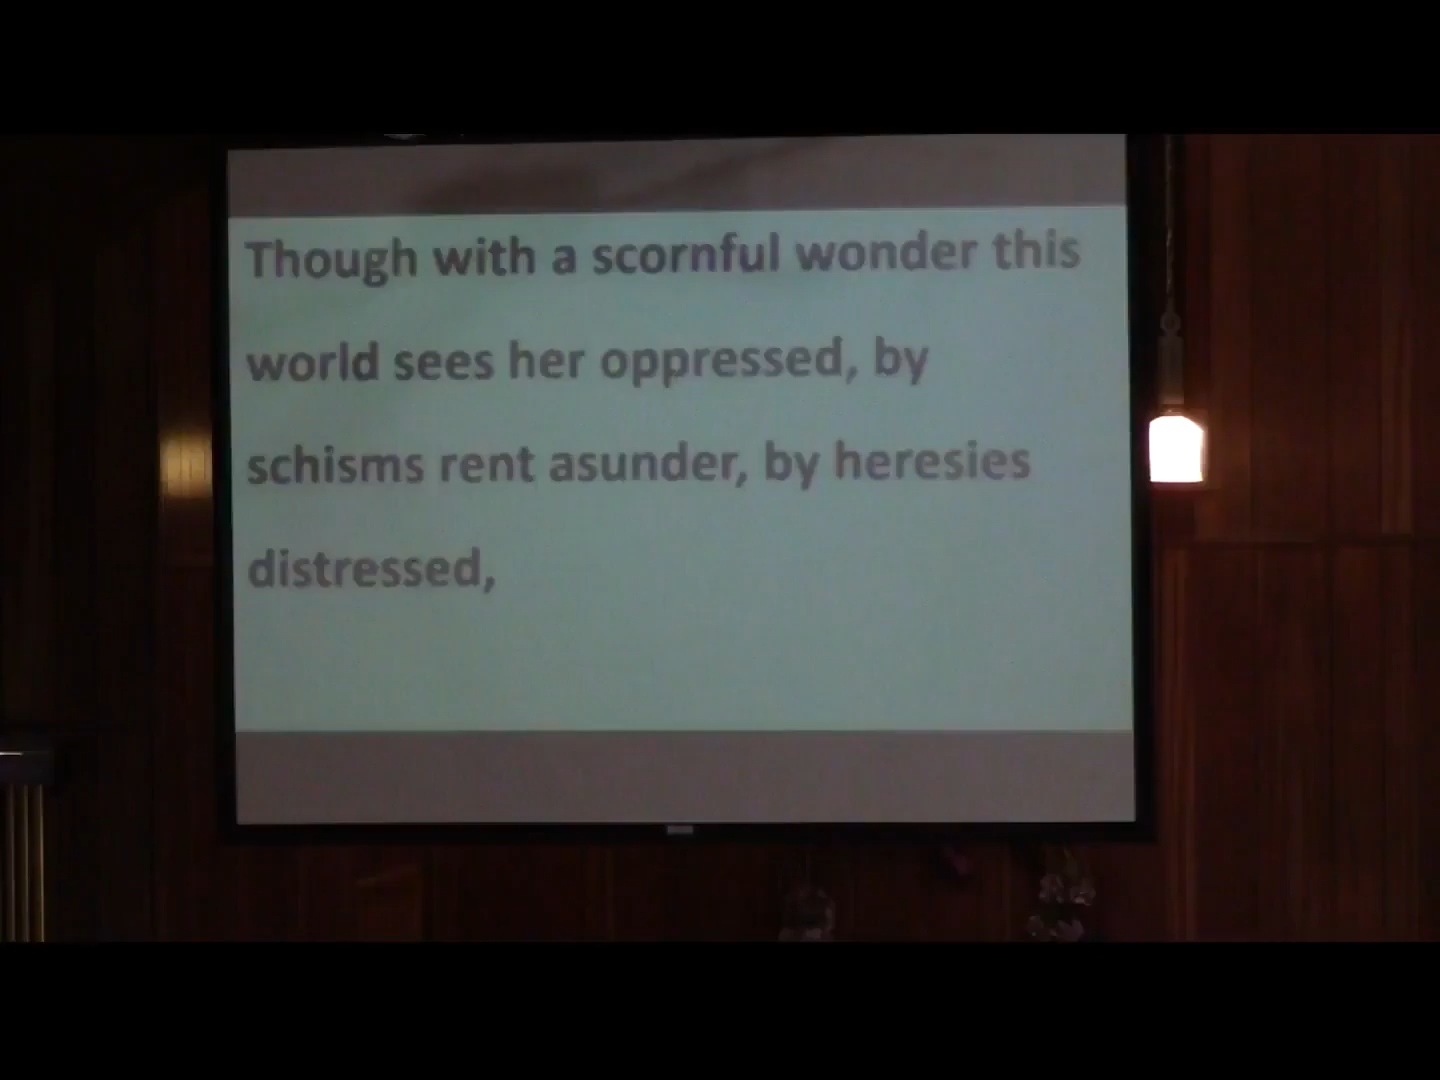 Though with a scornful wonder this
world sees her oppressed, by
schisms rent asunder, by heresies
distressed,